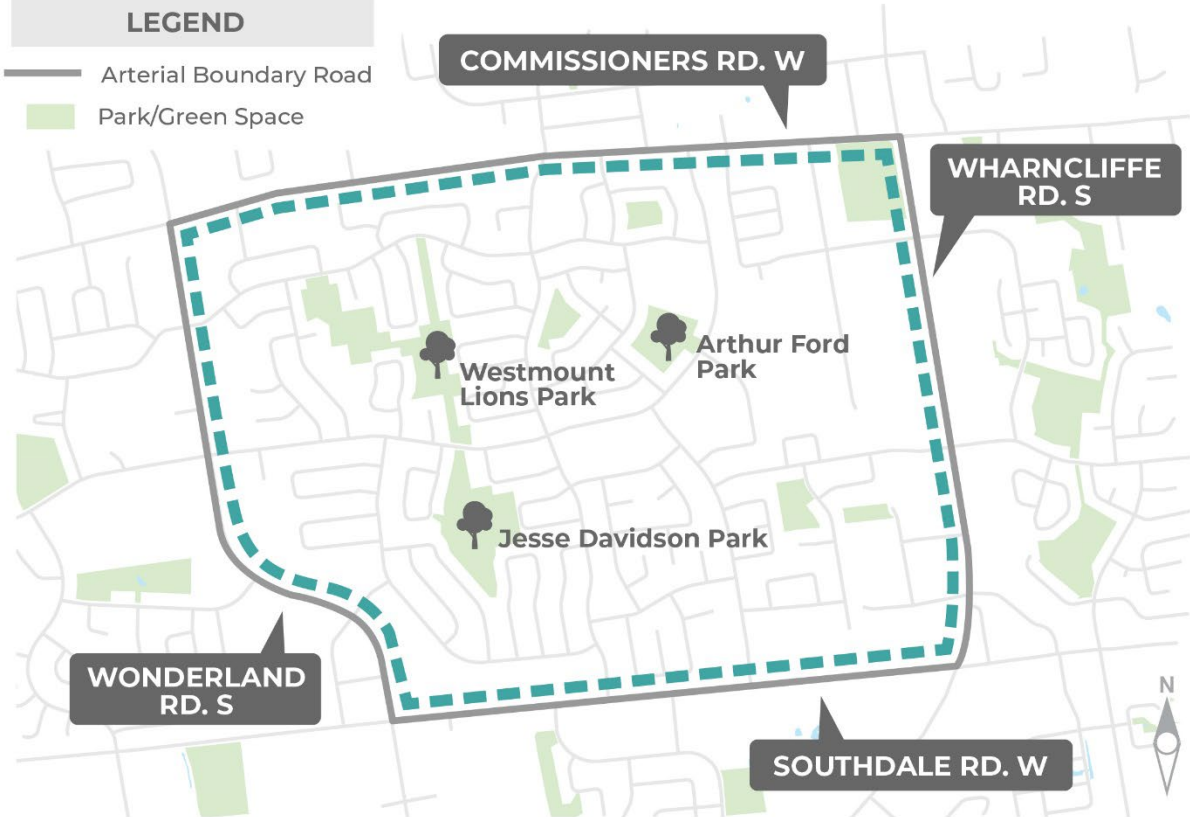 LEGEND
Arterial Boundary Road
Park/Green Space
COMMISSIONERS RD. W
WHARNCLIFFE
RD. S
Arthur Ford
Park
Westmount
Lions Park
Jesse Davidson Park
WONDERLAND
RD. S
SOUTHDALE RD. W
N